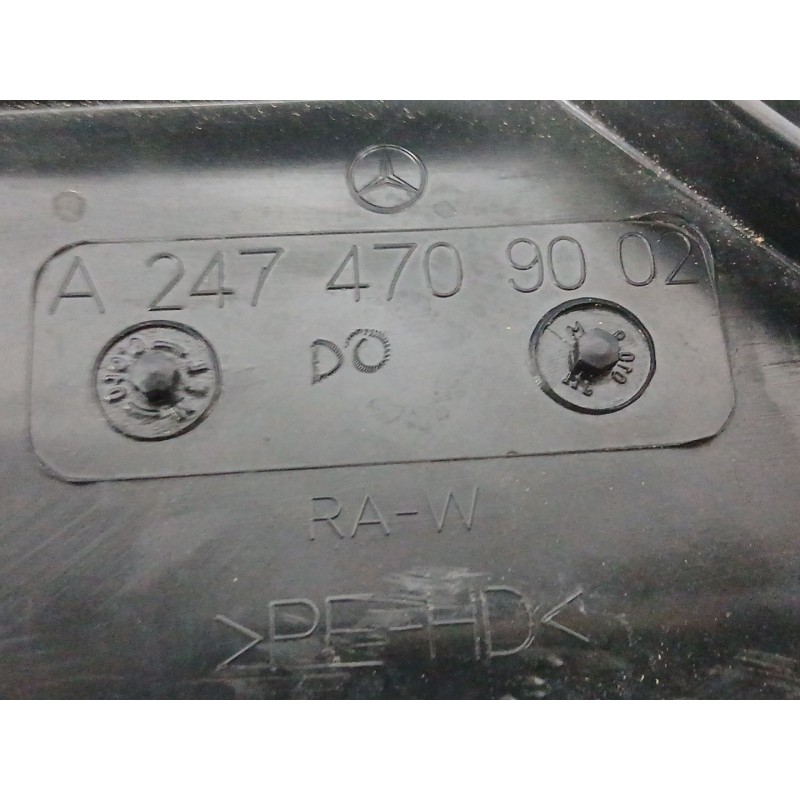 A 247 470 90 02
DO
RA-W
>PE-HD<